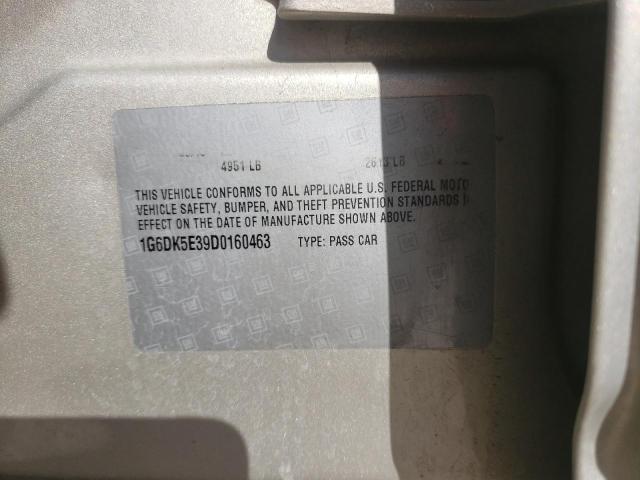 4951 LB 2613 LB
THIS VEHICLE CONFORMS TO ALL APPLICABLE U.S. FEDERAL MOTO
VEHICLE SAFETY, BUMPER, AND THEFT PREVENTION STANDARDS I
EFFECT ON THE DATE OF MANUFACTURE SHOWN ABOVE.
1G6DK5E39D0160463 TYPE: PASS CAR